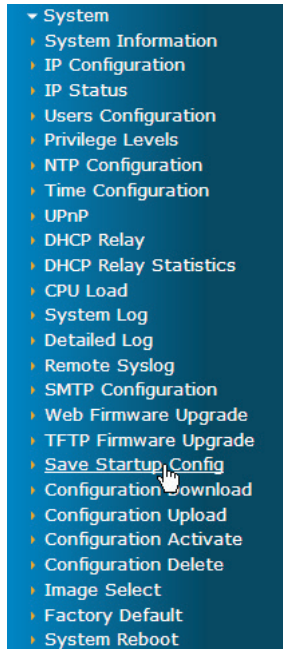 System
System Information
IP Configuration
IP Status
Users Configuration
Privilege Levels
NTP Configuration
Time Configuration
UPnP
DHCP Relay
DHCP Relay Statistics
CPU Load
System Log
Detailed Log
Remote Syslog
SMTP Configuration
Web Firmware Upgrade
TFTP Firmware Upgrade
Save Startup Config
Configuration Download
Configuration Upload
Configuration Activate
Configuration Delete
Image Select
Factory Default
System Reboot